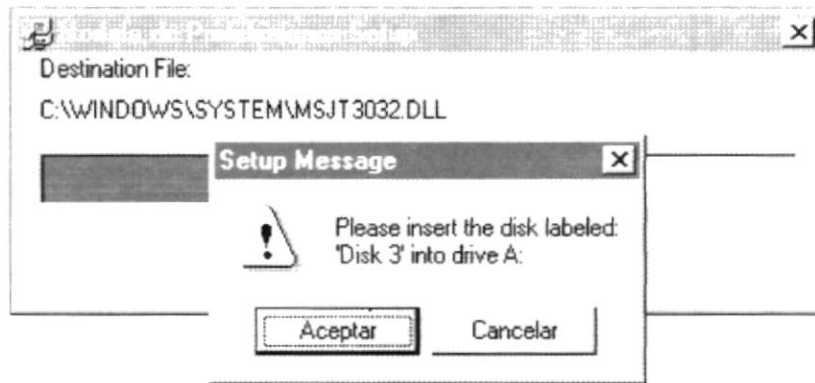 Destination File:
C:\WINDOWS\SYSTEM\MSJT3032.DLL
Setup Message
Please insert the disk labeled:
'Disk 3' into drive A:
Aceptar
Cancelar